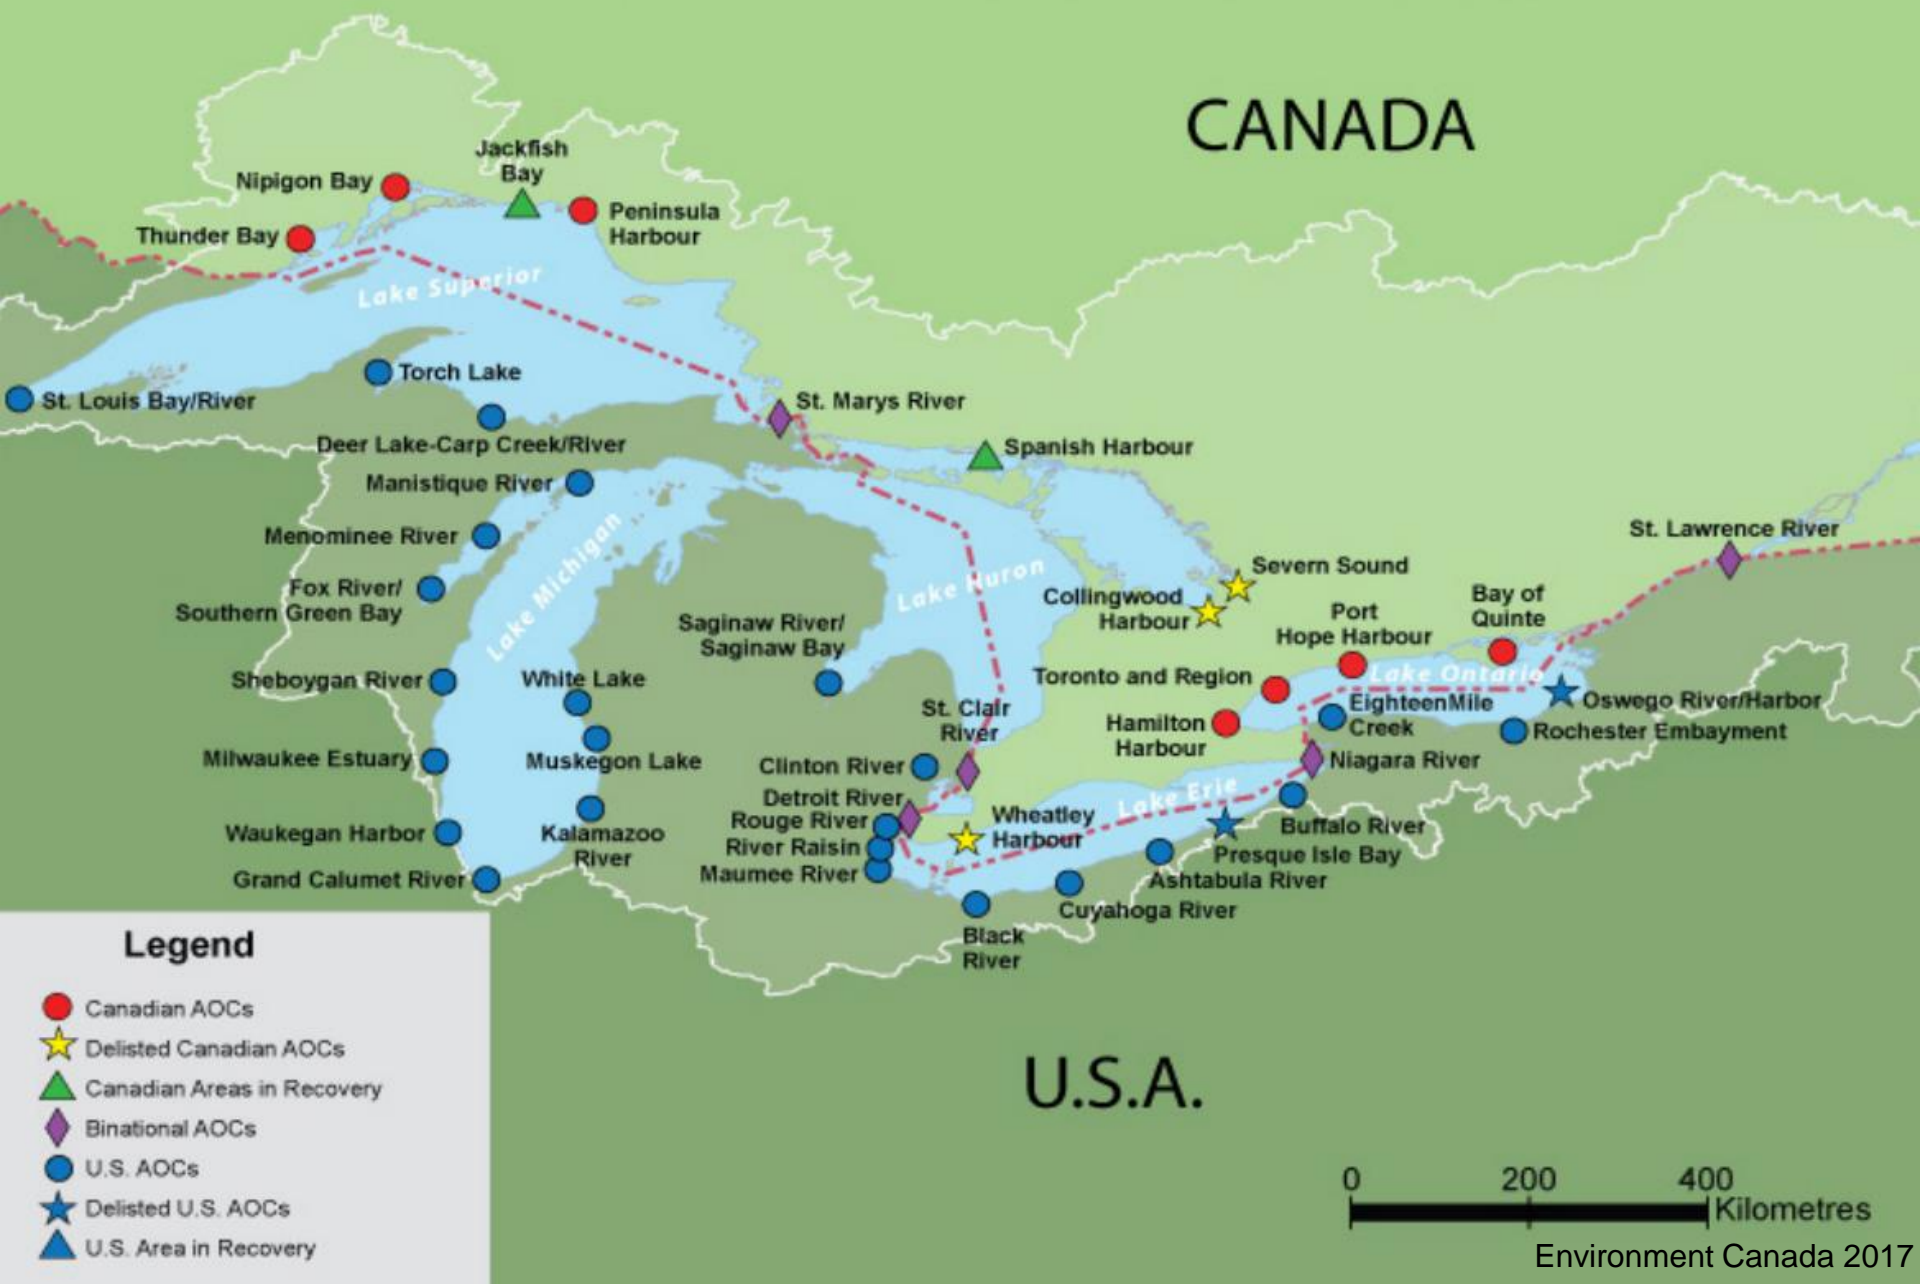 CANADA
Jackfish
Bay
Nipigon Bay
Peninsula
Harbour
Thunder Bay
Lake Superior
Torch Lake
St. Louis Bay/River
St. Marys River
Deer Lake-Carp Creek/River
Spanish Harbour
Manistique River
Menominee River
Lake Michigan
St. Lawrence River
Severn Sound
Lake Huron
Fox River/
Southern Green Bay
Collingwood
Harbour
Bay of
Quinte
Port
Hope Harbour
Saginaw River/
Saginaw Bay
Sheboygan River
White Lake
Toronto and Region
Lake Ontario
EighteenMile
Creek
Oswego River/Harbor
Rochester Embayment
St. Clair
River
Hamilton
Harbour
Milwaukee Estuary
Muskegon Lake
Clinton River
Niagara River
Detroit River
Lake Erie
Rouge River
Wheatley
Harbour
Buffalo River
Waukegan Harbor
Kalamazoo
River
River Raisin
Presque Isle Bay
Maumee River
Grand Calumet River
Ashtabula River
Cuyahoga River
Black
River
Legend
Canadian AOCs
Delisted Canadian AOCs
Canadian Areas in Recovery
Binational AOCs
U.S. AOCs
Delisted U.S. AOCs
U.S. Area in Recovery
U.S.A.
0 200 400
Kilometres
Environment Canada 2017